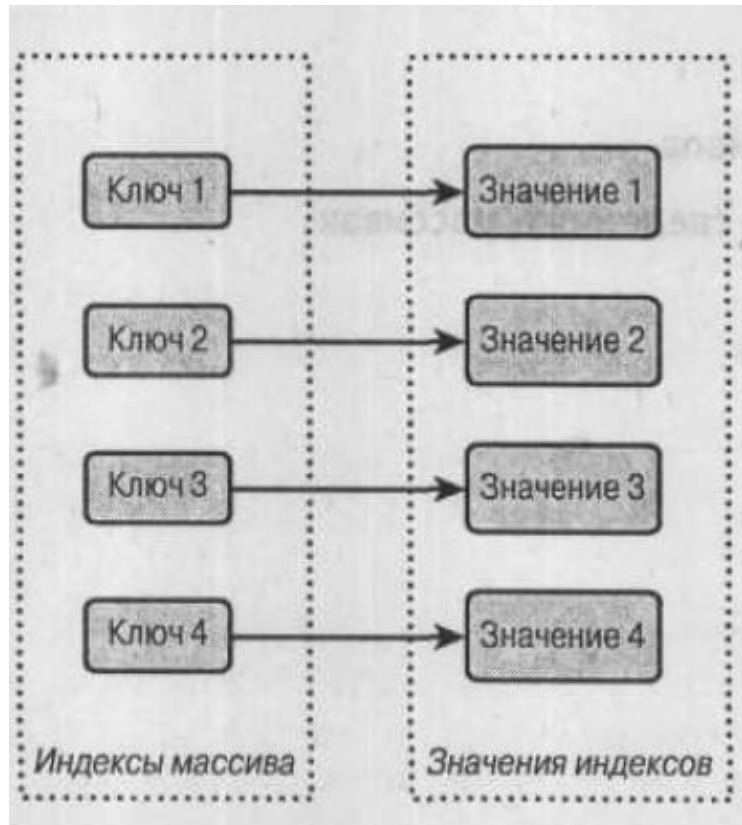 Ключ 1 Значение 1
Ключ 2 Значение 2
Ключ 3 Значение 3
Ключ 4 Значение 4
Индексы массива Значения индексов